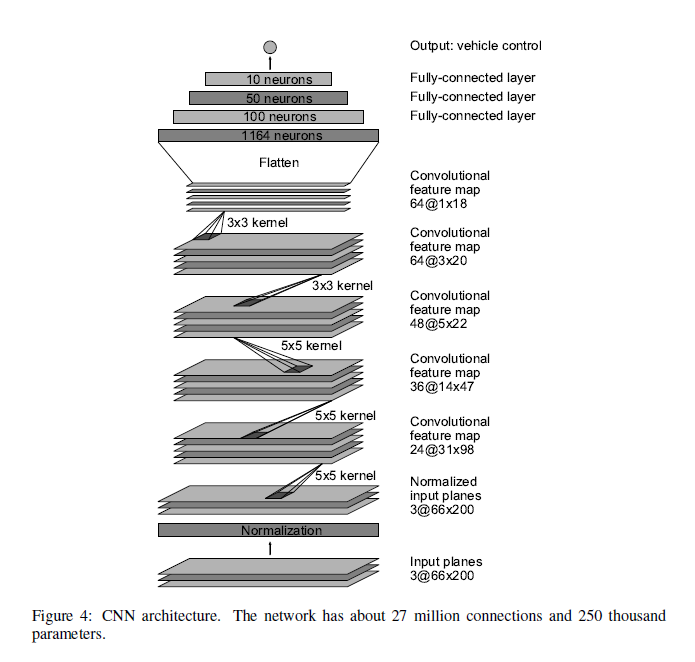 Output: vehicle control
10 neurons
Fully-connected layer
50 neurons
Fully-connected layer
100 neurons
Fully-connected layer
1164 neurons
Flatten
Convolutional
feature map
64@1x18
3x3 kernel
Convolutional
feature map
64@3x20
3x3 kernel
Convolutional
feature map
48@5x22
5x5 kernel
Convolutional
feature map
36@14x47
5x5 kernel
Convolutional
feature map
24@31x98
5x5 kernel
Normalized
input planes
3@66x200
Normalization
Input planes
3@66x200
Figure 4: CNN architecture. The network has about 27 million connections and 250 thousand
parameters.